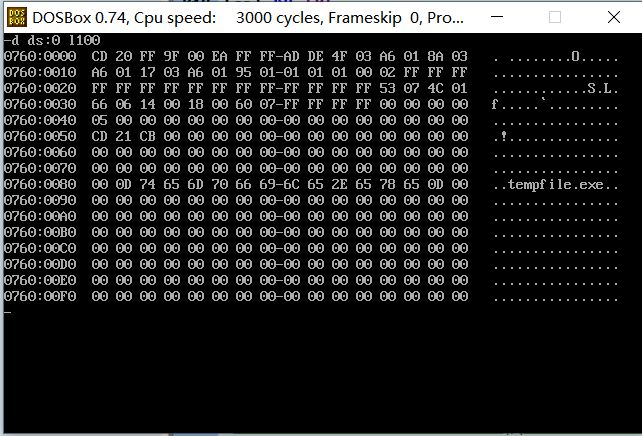 DOSBox 0.74, Cpu speed: 3000 cycles, Frameskip 0, Pro...
-d ds:0 l100
0760:0000 CD 20 FF 9F 00 EA FF FF-AD DE 4F 03 A6 01 8A 03 . ........O.....
0760:0010 A6 01 17 03 A6 01 95 01-01 01 01 00 02 FF FF FF ................
0760:0020 FF FF FF FF FF FF FF FF-FF FF FF FF 53 07 4C 01 ............S.L.
0760:0030 66 06 14 00 18 00 60 07-FF FF FF FF 00 00 00 00 f.....`.........
0760:0040 05 00 00 00 00 00 00 00-00 00 00 00 00 00 00 00 ................
0760:0050 CD 21 CB 00 00 00 00 00-00 00 00 00 00 00 00 00 .!..............
0760:0060 00 00 00 00 00 00 00 00-00 00 00 00 00 00 00 00 ................
0760:0070 00 00 00 00 00 00 00 00-00 00 00 00 00 00 00 00 ................
0760:0080 00 0D 74 65 6D 70 66 69-6C 65 2E 65 78 65 0D 00 ..tempfile.exe..
0760:0090 00 00 00 00 00 00 00 00-00 00 00 00 00 00 00 00 ................
0760:00A0 00 00 00 00 00 00 00 00-00 00 00 00 00 00 00 00 ................
0760:00B0 00 00 00 00 00 00 00 00-00 00 00 00 00 00 00 00 ................
0760:00C0 00 00 00 00 00 00 00 00-00 00 00 00 00 00 00 00 ................
0760:00D0 00 00 00 00 00 00 00 00-00 00 00 00 00 00 00 00 ................
0760:00E0 00 00 00 00 00 00 00 00-00 00 00 00 00 00 00 00 ................
0760:00F0 00 00 00 00 00 00 00 00-00 00 00 00 00 00 00 00 ................